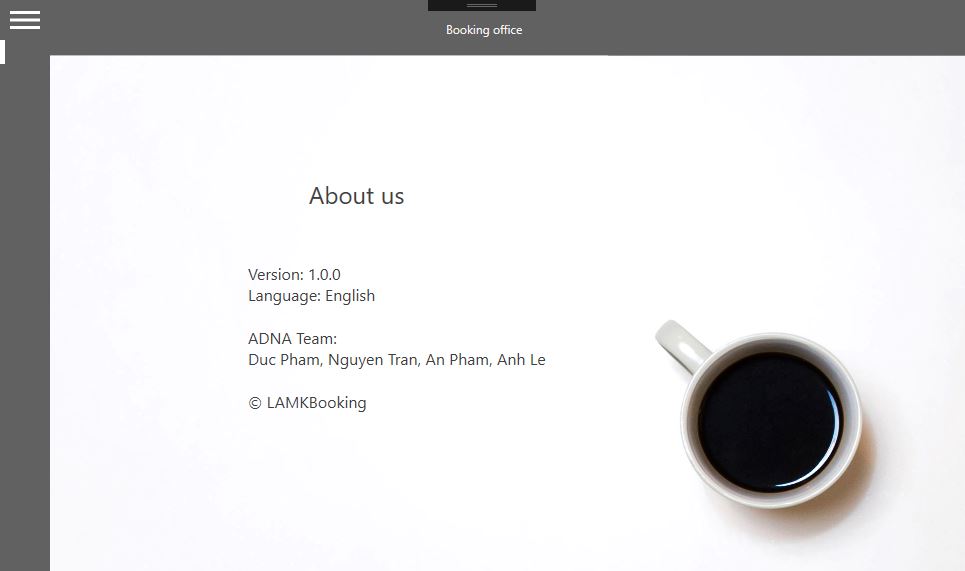 Booking office
About us
Version: 1.0.0
Language: English
ADNA Team:
Duc Pham, Nguyen Tran, An Pham, Anh Le
© LAMKBooking